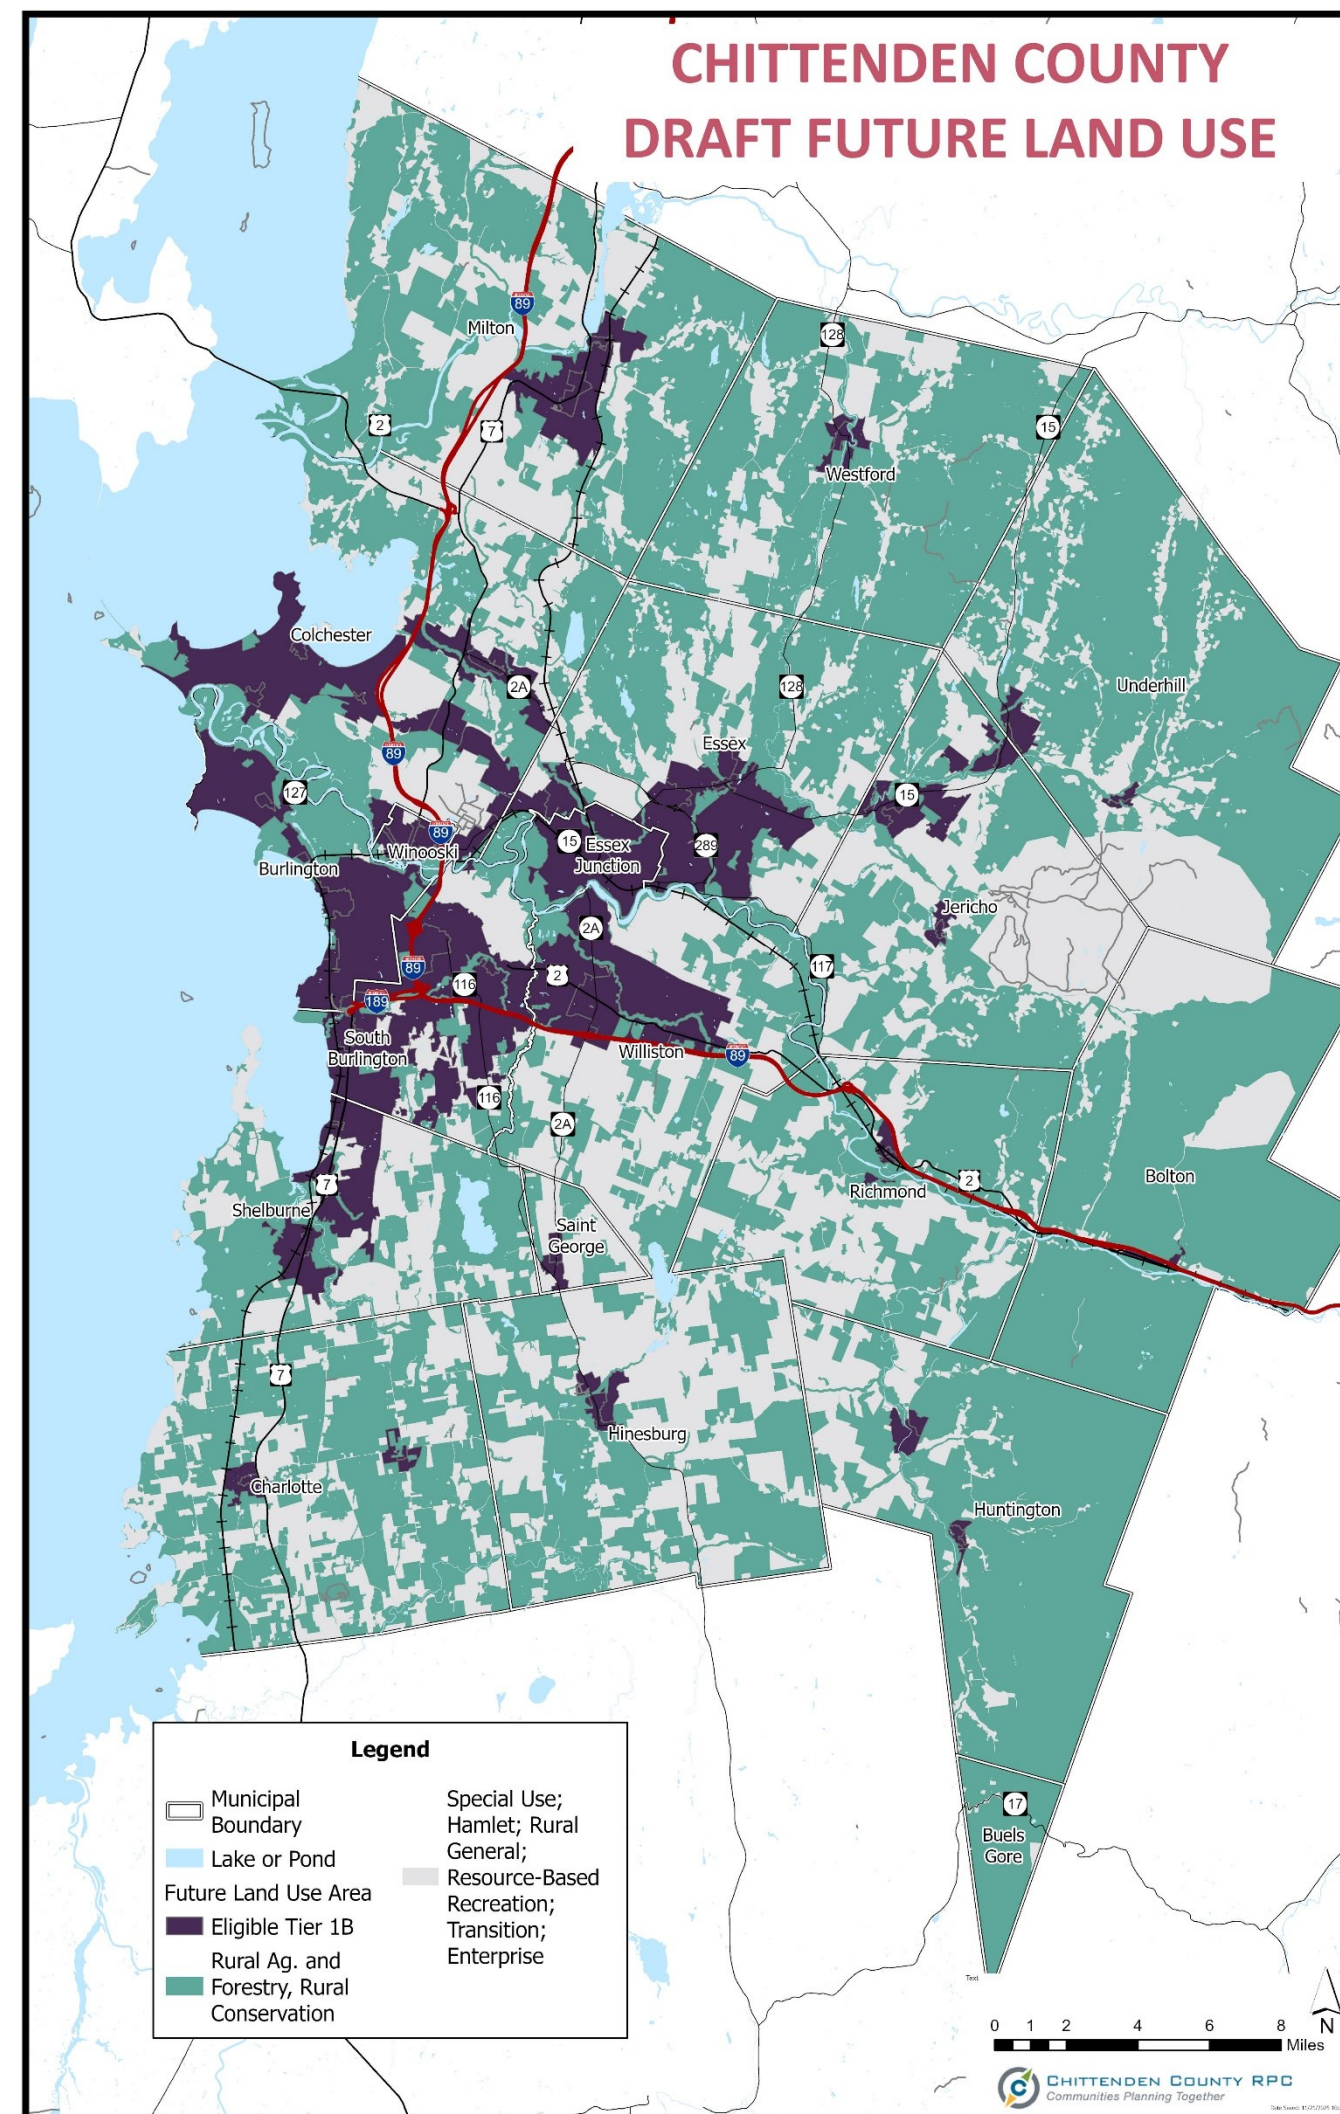 CHITTENDEN COUNTY
DRAFT FUTURE LAND USE
89
Milton
128
2
7
15
Westford
Colchester
2A
128
Underhill
Essex
89
127
15
89
Winooski
15
Essex
Junction
289
Burlington
Jericho
2A
89
2
117
116
189
South
Burlington
Williston
89
116
2A
7
2
Richmond
Bolton
Shelburne
Saint
George
7
Hinesburg
Charlotte
Huntington
17
Buels
Gore
Legend
Municipal
Boundary
Lake or Pond
Future Land Use Area
Eligible Tier 1B
Rural Ag. and
Forestry, Rural
Conservation
Special Use;
Hamlet; Rural
General;
Resource-Based
Recreation;
Transition;
Enterprise
Text
N
0 1 2 4 6 8
Miles
CHITTENDEN COUNTY RPC
Communities Planning Together